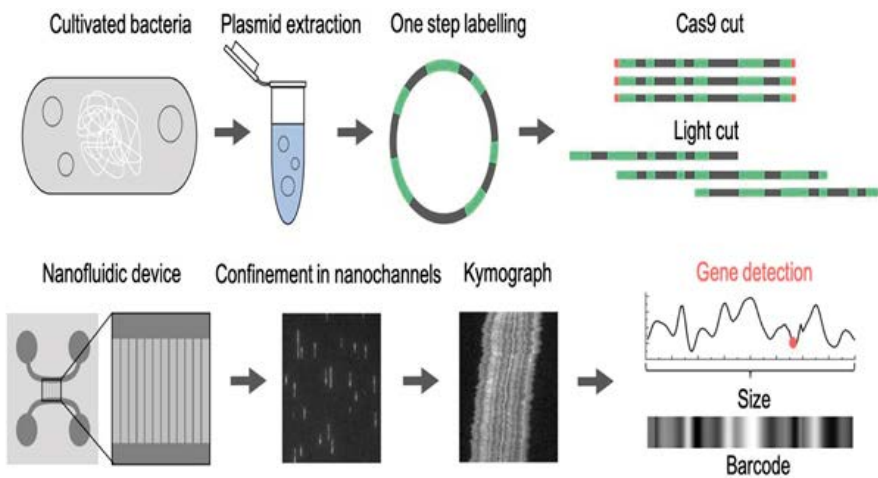 Cultivated bacteria
Plasmid extraction
One step labelling
Cas9 cut
Light cut
Nanofluidic device
Confinement in nanochannels
Kymograph
Gene detection
Size
Barcode